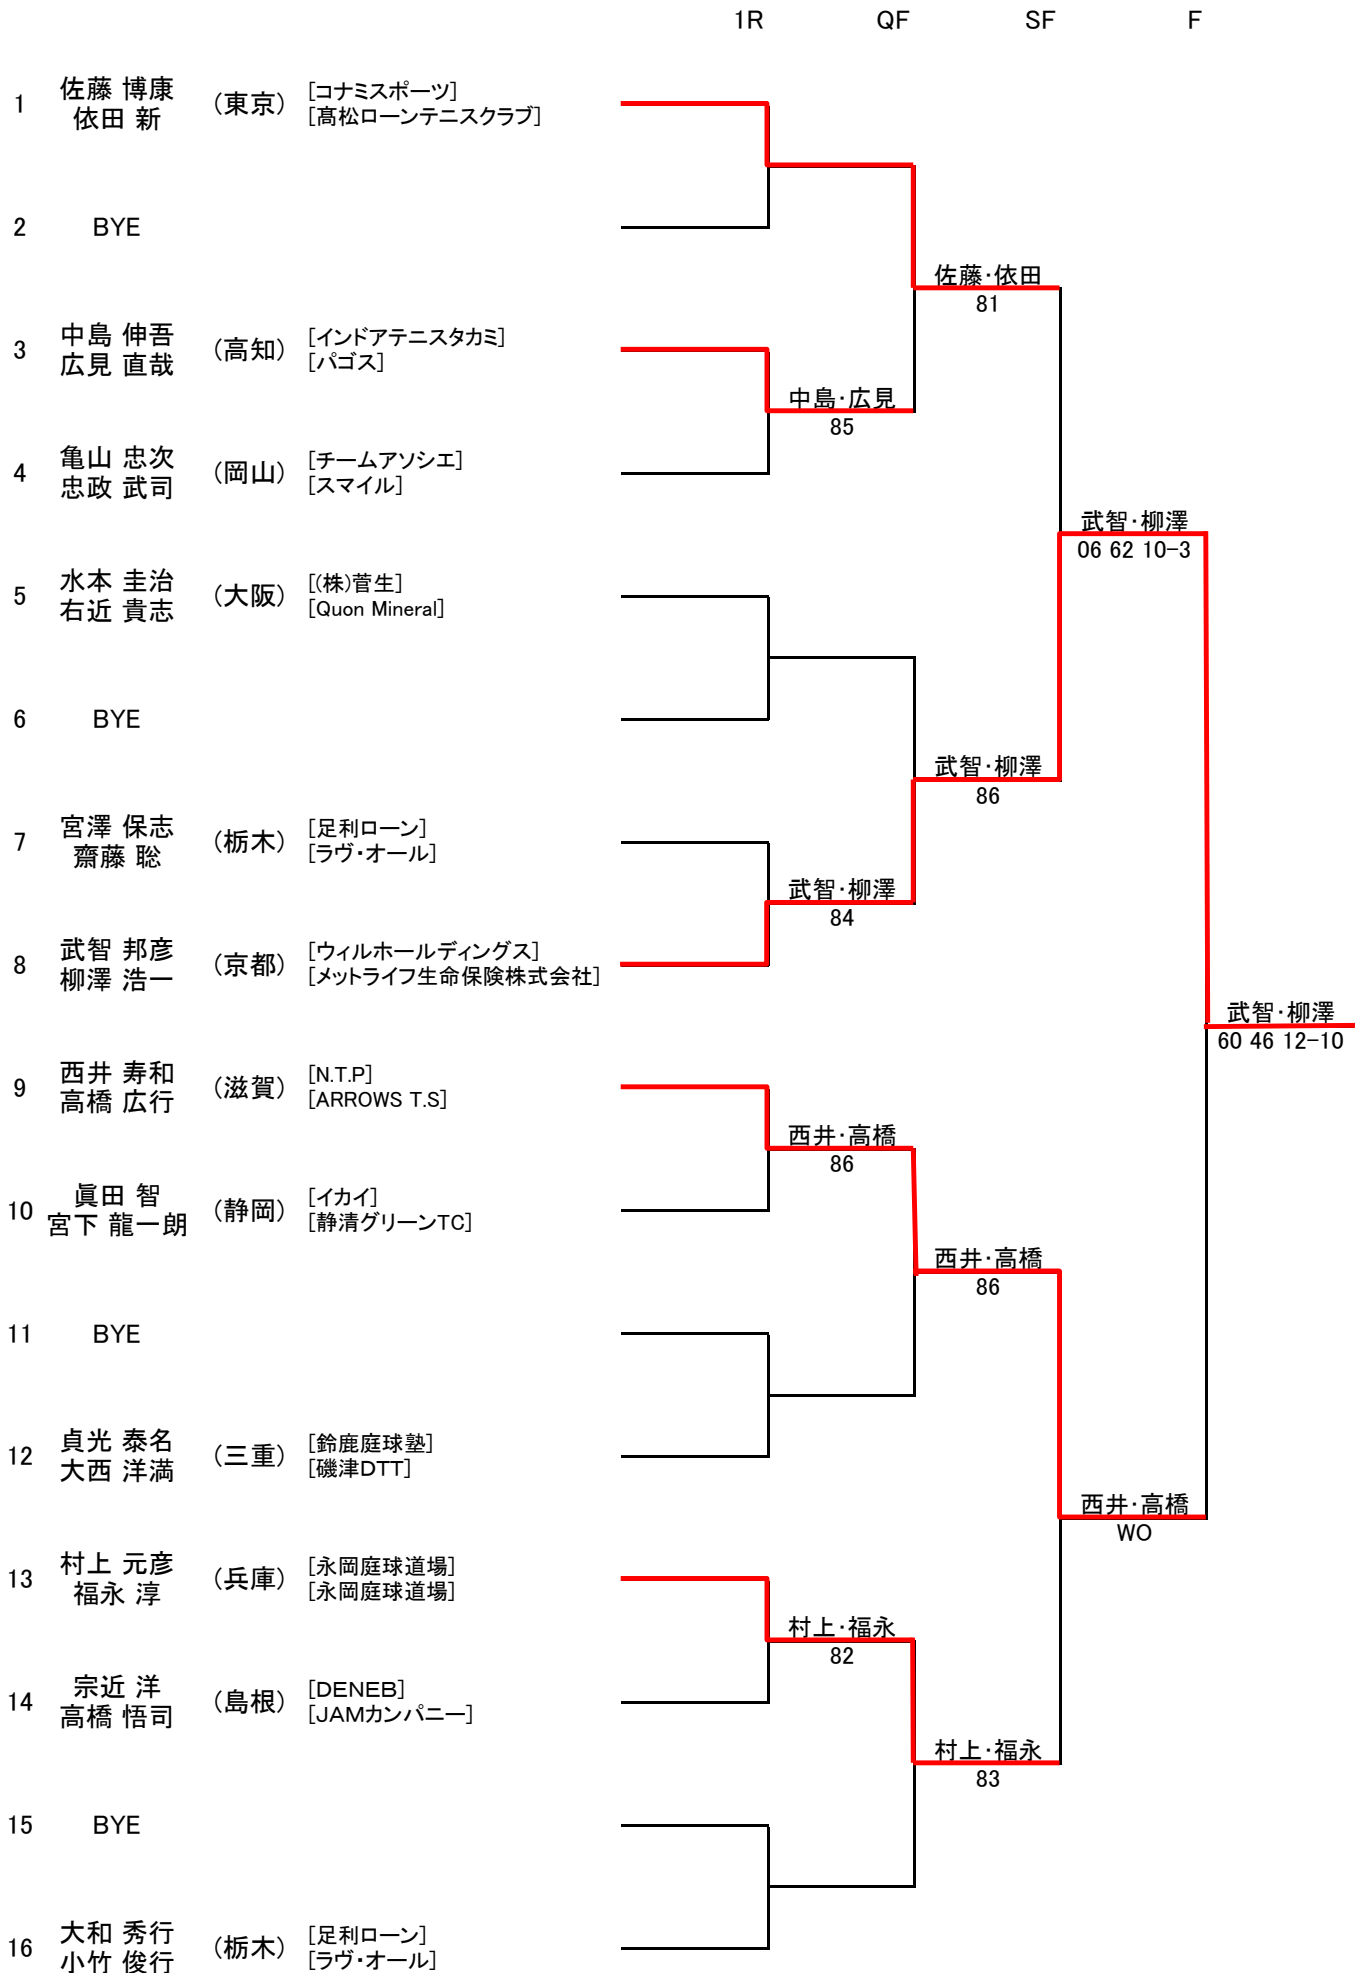 1R QF SF F
1 佐藤 博康 (東京) [コナミスポーツ]
依田 新 [髙松ローンテニスクラブ]
2 BYE
佐藤・依田
81
3 中島 伸吾 (高知) [インドアテニスタカミ]
広見 直哉 [パゴス]
中島・広見
85
4 亀山 忠次 (岡山) [チームアソシエ]
忠政 武司 [スマイル]
武智・柳澤
06 62 10-3
5 水本 圭治 (大阪) [(株)菅生]
右近 貴志 [Quon Mineral]
6 BYE
武智・柳澤
86
7 宮澤 保志 (栃木) [足利ローン]
齋藤 聡 [ラヴ・オール]
武智・柳澤
84
8 武智 邦彦 (京都) [ウィルホールディングス]
柳澤 浩一 [メットライフ生命保険株式会社]
武智・柳澤
60 46 12-10
9 西井 寿和 (滋賀) [N.T.P]
高橋 広行 [ARROWS T.S]
西井・高橋
86
10 眞田 智 (静岡) [イカイ]
宮下 龍一朗 [静清グリーンTC]
西井・高橋
86
11 BYE
12 貞光 泰名 (三重) [鈴鹿庭球塾]
大西 洋満 [磯津DTT]
西井・高橋
WO
13 村上 元彦 (兵庫) [永岡庭球道場]
福永 淳 [永岡庭球道場]
村上・福永
82
14 宗近 洋 (島根) [DENEB]
高橋 悟司 [JAMカンパニー]
村上・福永
83
15 BYE
16 大和 秀行 (栃木) [足利ローン]
小竹 俊行 [ラヴ・オール]